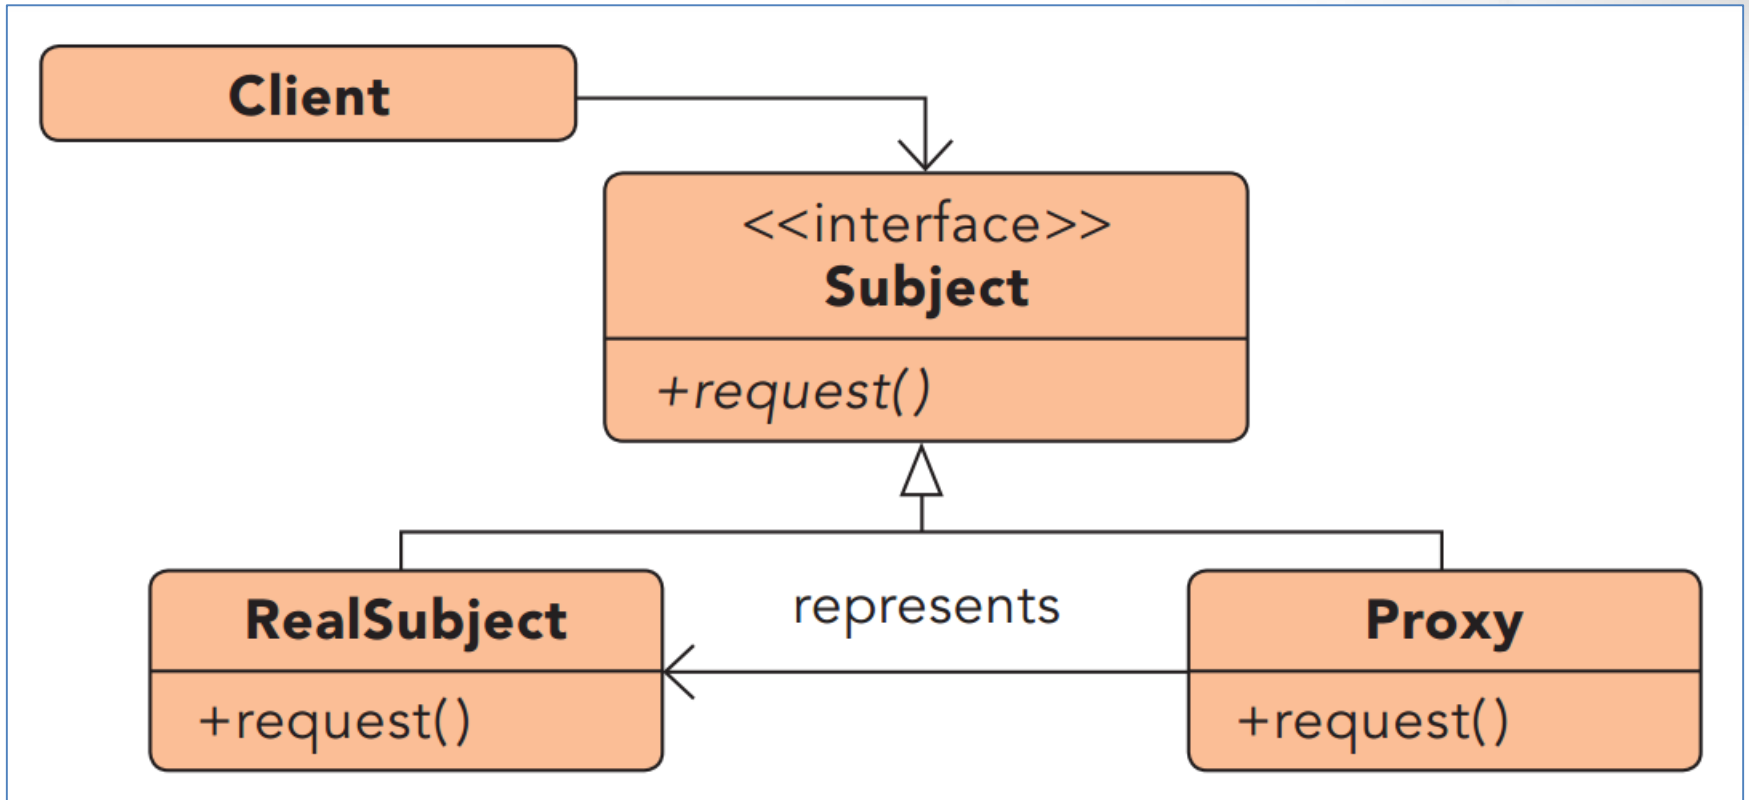 Client
<<interface>>
Subject
+request()
RealSubject
+request()
represents
Proxy
+request()